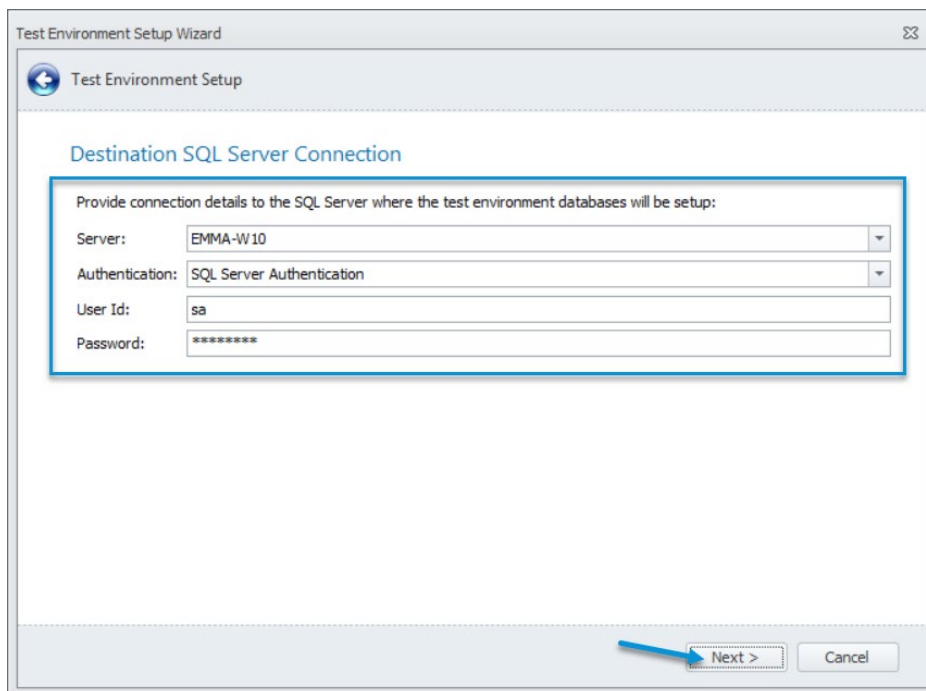 Test Environment Setup Wizard
Test Environment Setup
Destination SQL Server Connection
Provide connection details to the SQL Server where the test environment databases will be setup:
Server: EMMA-W10
Authentication: SQL Server Authentication
User Id: sa
Password: ********
Next > Cancel